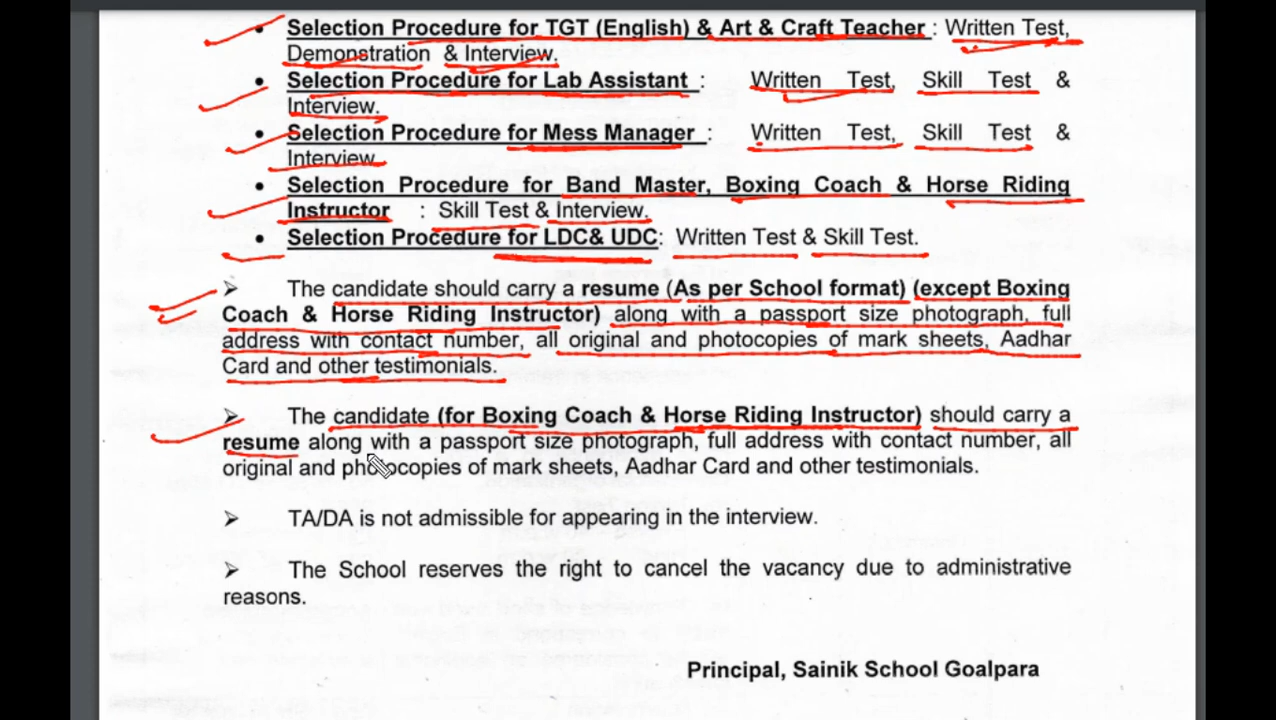 • Selection Procedure for TGT (English) & Art & Craft Teacher : Written Test,
Demonstration & Interview.
• Selection Procedure for Lab Assistant : Written Test, Skill Test &
Interview.
• Selection Procedure for Mess Manager : Written Test, Skill Test &
Interview
• Selection Procedure for Band Master, Boxing Coach & Horse Riding
Instructor : Skill Test & Interview.
• Selection Procedure for LDC& UDC: Written Test & Skill Test.
➢ The candidate should carry a resume (As per School format) (except Boxing
Coach & Horse Riding Instructor) along with a passport size photograph, full
address with contact number, all original and photocopies of mark sheets, Aadhar
Card and other testimonials.
➢ The candidate (for Boxing Coach & Horse Riding Instructor) should carry a
resume along with a passport size photograph, full address with contact number, all
original and photocopies of mark sheets, Aadhar Card and other testimonials.
➢ TA/DA is not admissible for appearing in the interview.
➢ The School reserves the right to cancel the vacancy due to administrative
reasons.
Principal, Sainik School Goalpara